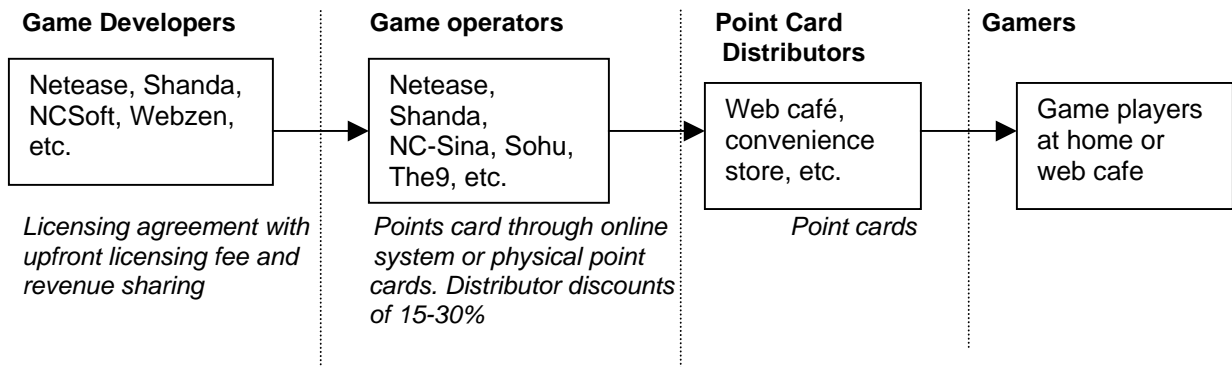 Game Developers
Netease, Shanda,
NCSoft, Webzen,
etc.
Licensing agreement with
upfront licensing fee and
revenue sharing
Game operators
Netease,
Shanda,
NC-Sina, Sohu,
The9, etc.
Points card through online
system or physical point
cards. Distributor discounts
of 15-30%
Point Card
Distributors
Web café,
convenience
store, etc.
Point cards
Gamers
Game players
at home or
web cafe